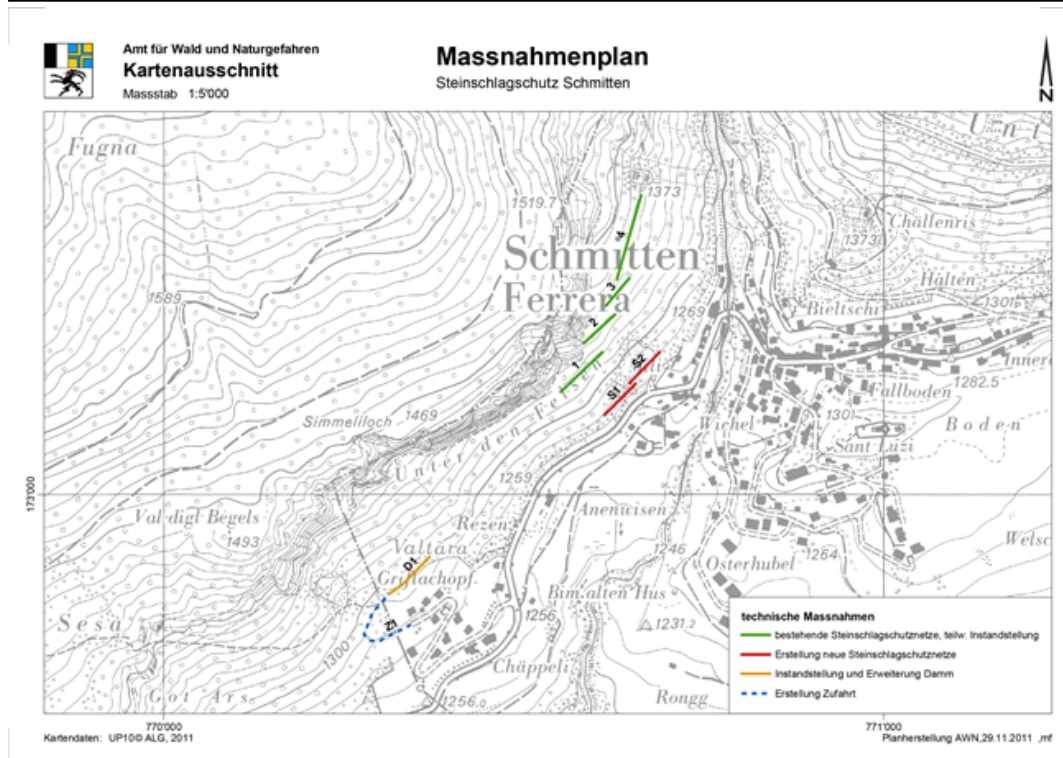 Amt für Wald und Naturgefahren
Kartenausschnitt
Massstab 1:5'000
Massnahmenplan
Steinschlagschutz Schmitten
N
Fugna
1519.7
1373
4
Schmitten
Ferrera
3
2
1
1589
1269
S2
S1
Chällenris
1373
Halten
1301
Bieltschi
Fallboden
1282.5
1301
Boden
Sant Luzi
Wichel
Simmeliloch
1469
Unter den Felsen
1259
173'000
Val digl Begels
1493
Rezen
Anenwisen
Valtara
D1
Griflachopf
1246
Osterhubel
1264
Bim alten Hus
Z1
1256
1231.2
Sesa
1300
Chäppeli
Got Ars
1256.0
Rongg
technische Massnahmen
bestehende Steinschlagschutznetze, teilw. Instandstellung
Erstellung neue Steinschlagschutznetze
Instandstellung und Erweiterung Damm
Erstellung Zufahrt
770'000
771'000
Kartendaten: UP10© ALG, 2011
Planherstellung AWN,29.11.2011 ,mf